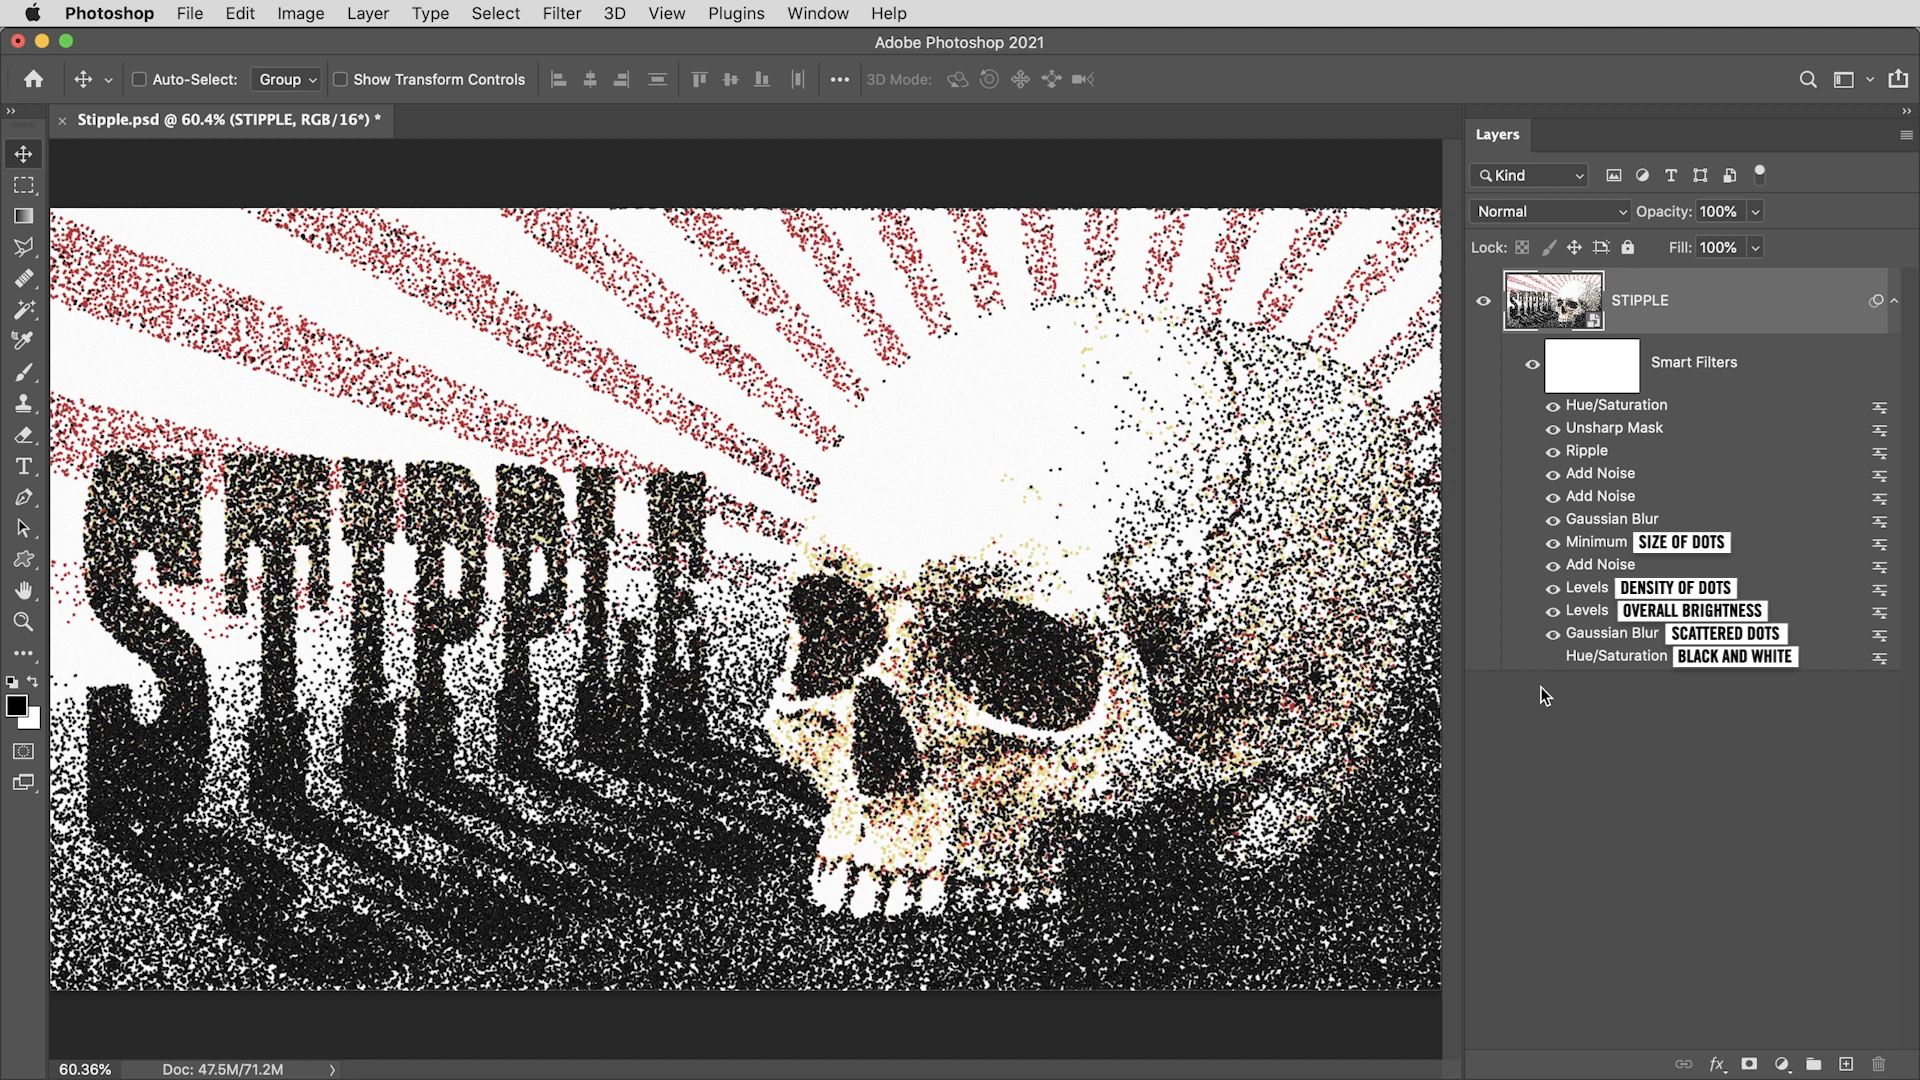 Photoshop File Edit Image Layer Type Select Filter 3D View Plugins Window Help
Adobe Photoshop 2021
Auto-Select: Group Show Transform Controls 3D Mode:
× Stipple.psd @ 60.4% (STIPPLE, RGB/16*) *
Layers
Kind
Normal Opacity: 100%
Lock: Fill: 100%
STIPPLE
Smart Filters
Hue/Saturation
Unsharp Mask
Ripple
Add Noise
Add Noise
Gaussian Blur
Minimum SIZE OF DOTS
Add Noise
Levels DENSITY OF DOTS
Levels OVERALL BRIGHTNESS
Gaussian Blur SCATTERED DOTS
Hue/Saturation BLACK AND WHITE
STIPPLE
60.36% Doc: 47.5M/71.2M